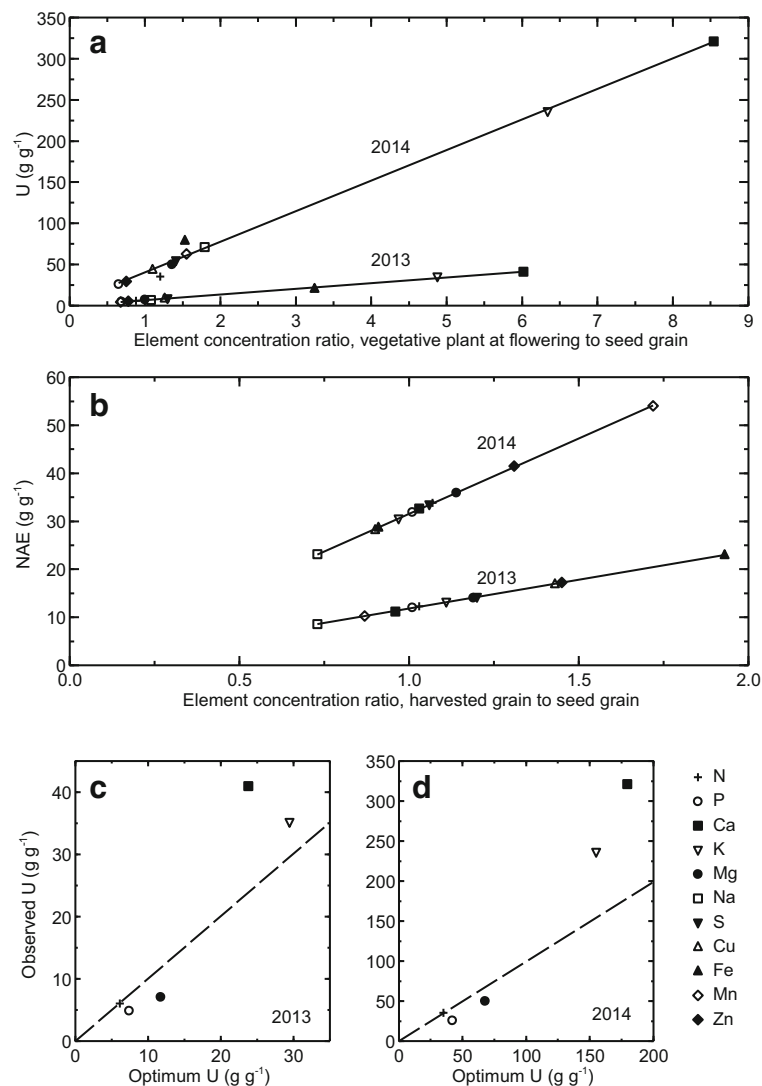 a
350
300
250
200
150
100
50
0
U (g g⁻¹)
2014
2013
0 1 2 3 4 5 6 7 8 9
Element concentration ratio, vegetative plant at flowering to seed grain
b
60
50
40
30
20
10
0
NAE (g g⁻¹)
2014
2013
0.0 0.5 1.0 1.5 2.0
Element concentration ratio, harvested grain to seed grain
c
40
30
20
10
0
Observed U (g g⁻¹)
2013
0 10 20 30
Optimum U (g g⁻¹)
d
350
300
250
200
150
100
50
0
2014
0 50 100 150 200
Optimum U (g g⁻¹)
N
P
Ca
K
Mg
Na
S
Cu
Fe
Mn
Zn